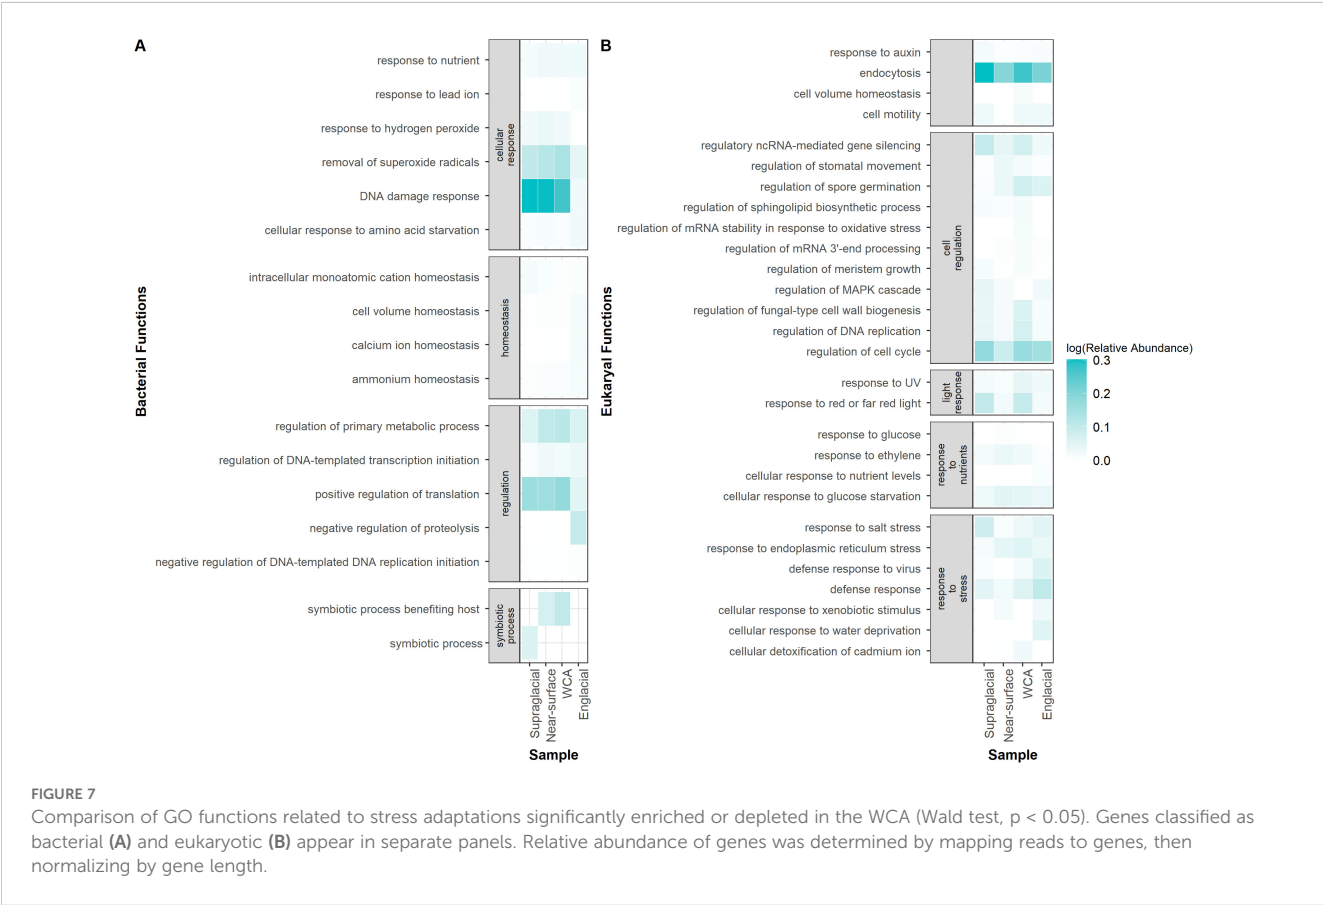 A
Bacterial Functions
response to nutrient
response to lead ion
response to hydrogen peroxide
removal of superoxide radicals
DNA damage response
cellular response to amino acid starvation
cellular
response
intracellular monoatomic cation homeostasis
cell volume homeostasis
calcium ion homeostasis
ammonium homeostasis
homeostasis
regulation of primary metabolic process
regulation of DNA-templated transcription initiation
positive regulation of translation
negative regulation of proteolysis
negative regulation of DNA-templated DNA replication initiation
regulation
symbiotic process benefiting host
symbiotic process
symbiotic
process
Supraglacial
Near-surface
WCA
Englacial
Sample
B
Eukaryal Functions
response to auxin
endocytosis
cell volume homeostasis
cell motility
regulatory ncRNA-mediated gene silencing
regulation of stomatal movement
regulation of spore germination
regulation of sphingolipid biosynthetic process
regulation of mRNA stability in response to oxidative stress
regulation of mRNA 3'-end processing
regulation of meristem growth
regulation of MAPK cascade
regulation of fungal-type cell wall biogenesis
regulation of DNA replication
regulation of cell cycle
cell
regulation
response to UV
response to red or far red light
light
response
response to glucose
response to ethylene
cellular response to nutrient levels
cellular response to glucose starvation
response
to
nutrients
response to salt stress
response to endoplasmic reticulum stress
defense response to virus
defense response
cellular response to xenobiotic stimulus
cellular response to water deprivation
cellular detoxification of cadmium ion
response
to
stress
Supraglacial
Near-surface
WCA
Englacial
Sample
log(Relative Abundance)
0.3
0.2
0.1
0.0
FIGURE 7
Comparison of GO functions related to stress adaptations significantly enriched or depleted in the WCA (Wald test, p < 0.05). Genes classified as
bacterial (A) and eukaryotic (B) appear in separate panels. Relative abundance of genes was determined by mapping reads to genes, then
normalizing by gene length.